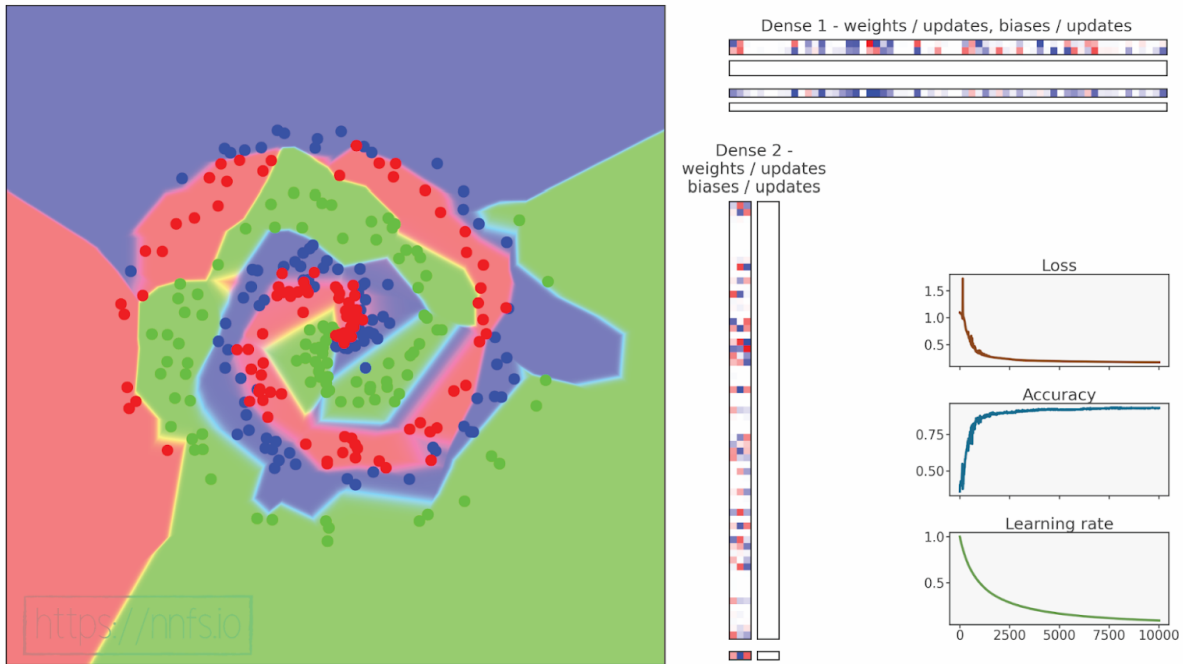 Dense 1 - weights / updates, biases / updates
Dense 2 -
weights / updates
biases / updates
Loss
1.5
1.0
0.5
Accuracy
0.75
0.50
Learning rate
1.0
0.5
0
2500
5000
7500
10000
https://nnfs.io